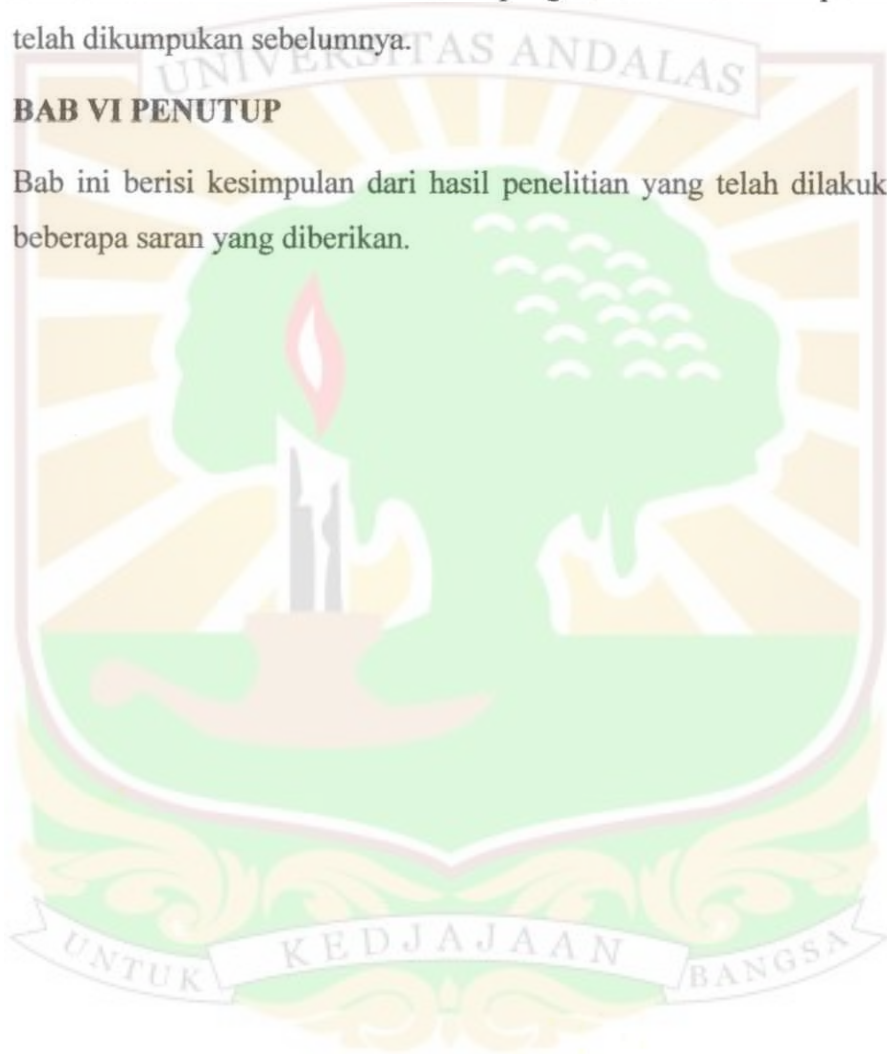 telah dikumpukan sebelumnya.
UNIVERSITAS ANDALAS
BAB VI PENUTUP
Bab ini berisi kesimpulan dari hasil penelitian yang telah dilakuk
beberapa saran yang diberikan.
UNTUK KEDJAJAAN BANGSA